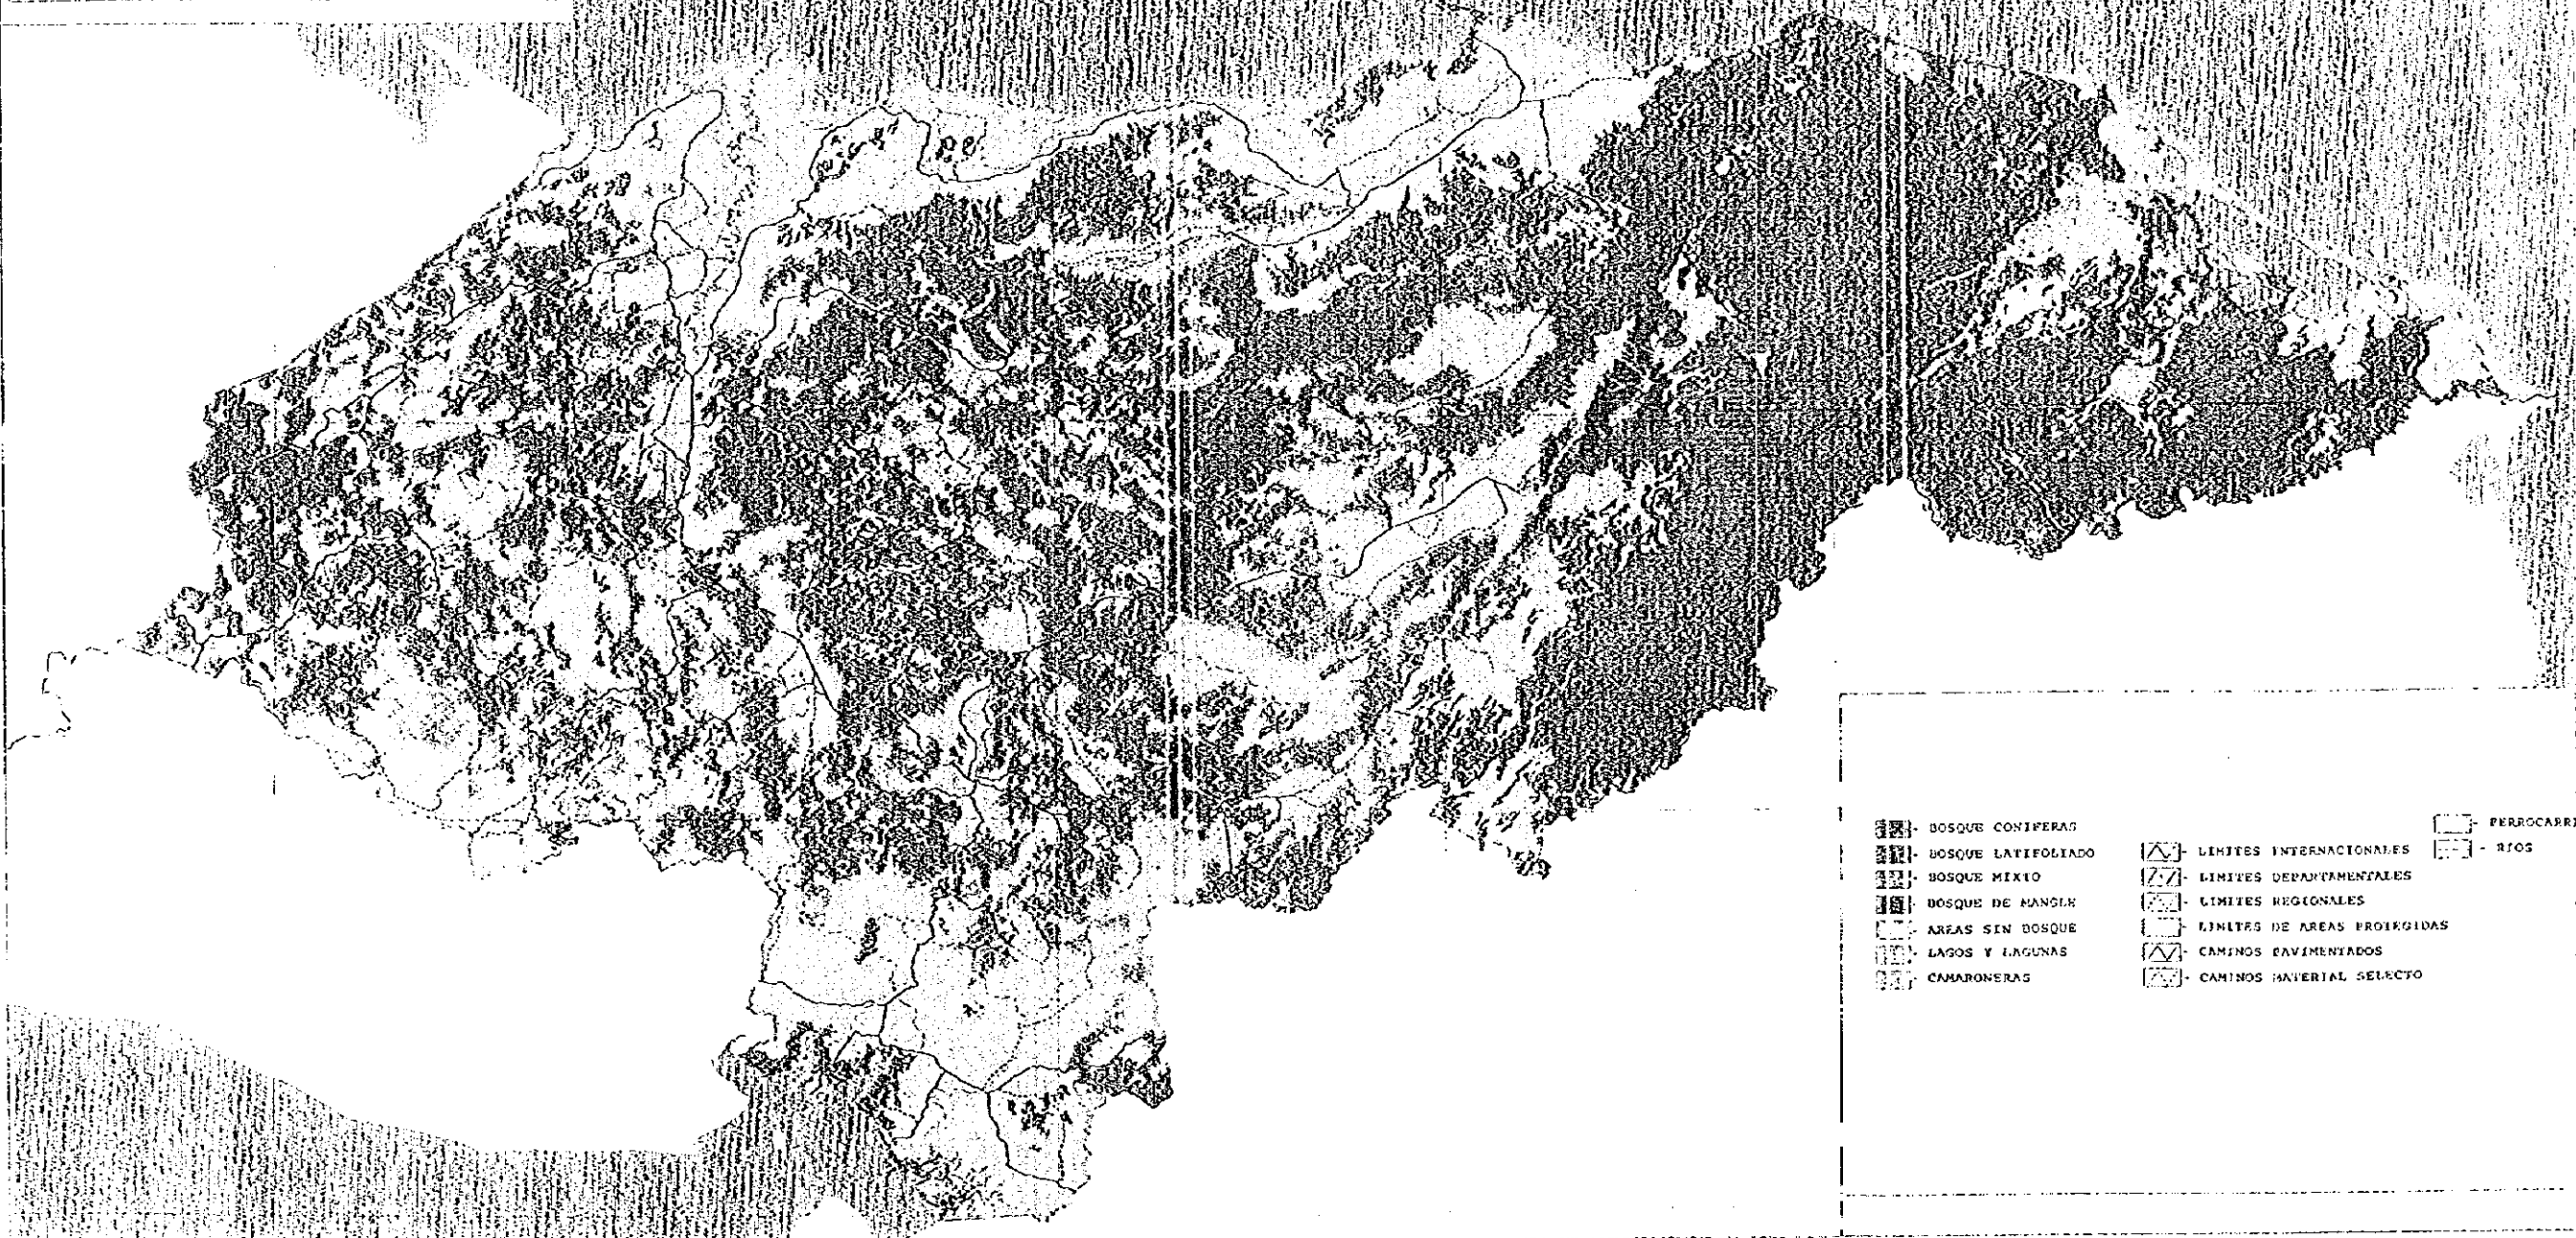 BOSQUE CONIFERAS
BOSQUE LATIFOLIADO
BOSQUE MIXTO
BOSQUE DE MANGLE
AREAS SIN BOSQUE
LAGOS Y LAGUNAS
CAMARONERAS
LIMITES INTERNACIONALES
LIMITES DEPARTAMENTALES
LIMITES REGIONALES
LIMITES DE AREAS PROTEGIDAS
CAMINOS PAVIMENTADOS
CAMINOS MATERIAL SELECTO
FERROCARRI
- RIOS